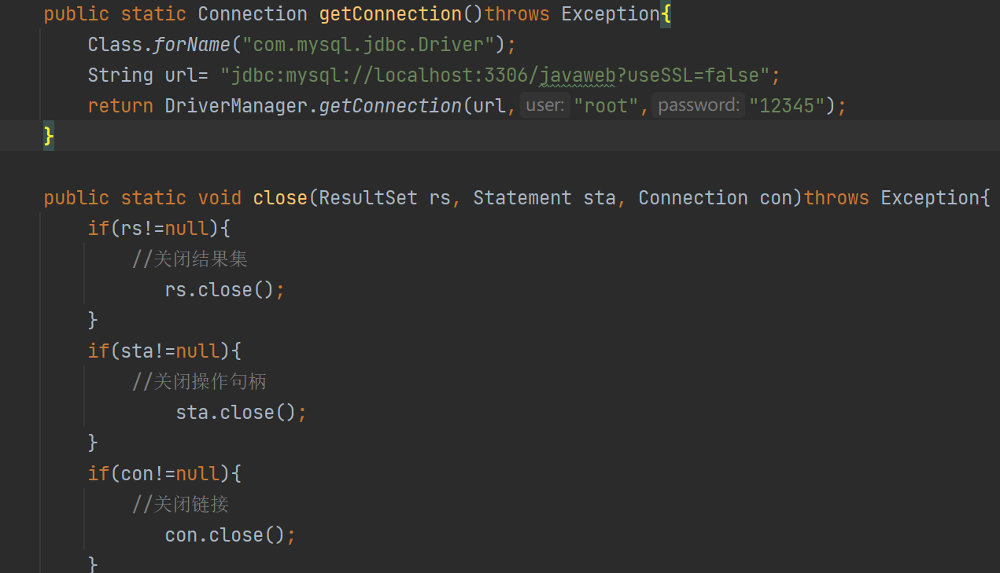 public static Connection getConnection()throws Exception{
Class.forName("com.mysql.jdbc.Driver");
String url= "jdbc:mysql://localhost:3306/javaweb?useSSL=false";
return DriverManager.getConnection(url, user: "root", password: "12345");
}
public static void close(ResultSet rs, Statement sta, Connection con)throws Exception{
if(rs!=null){
//关闭结果集
rs.close();
}
if(sta!=null){
//关闭操作句柄
sta.close();
}
if(con!=null){
//关闭链接
con.close();
}